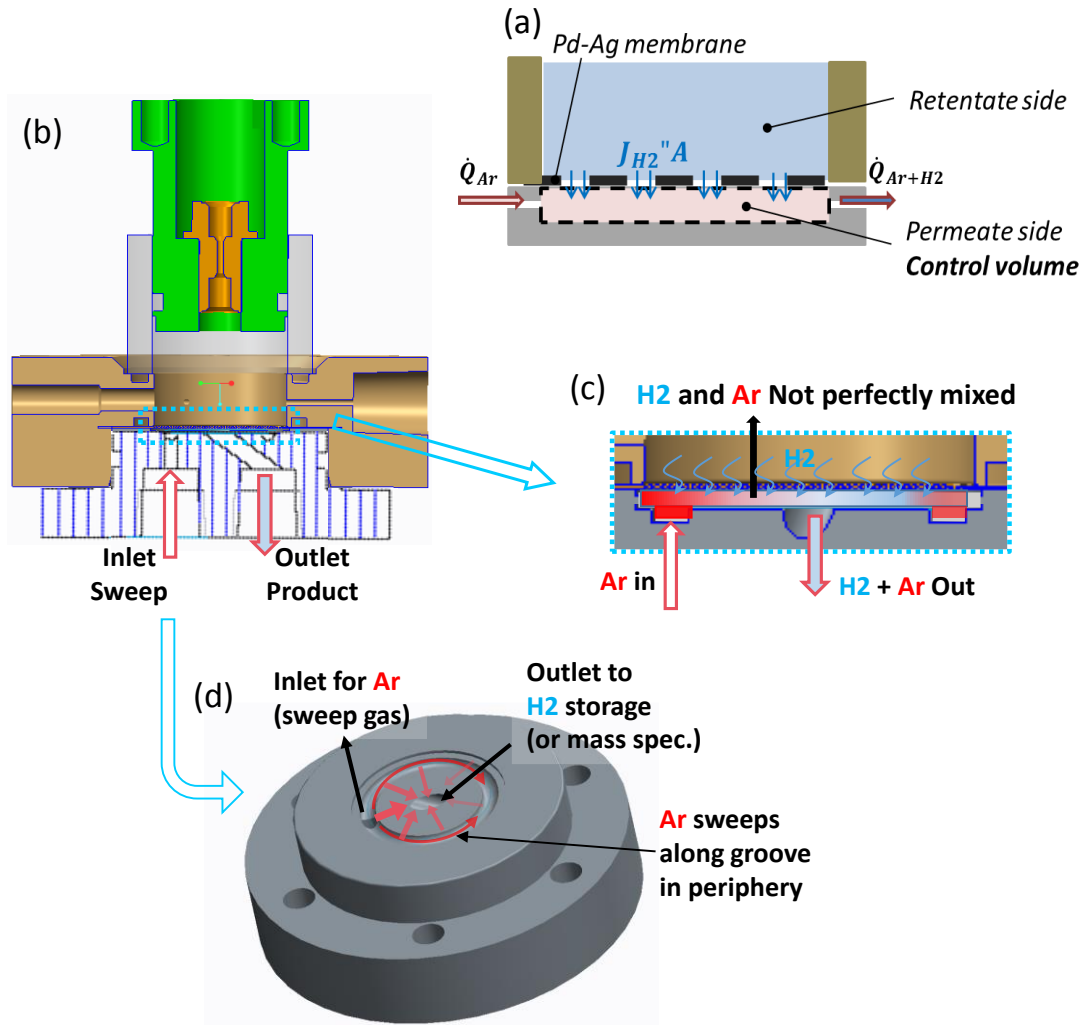 (a)
Pd-Ag membrane
Retentate side
J_H2"A
Q̇_Ar
Q̇_Ar+H2
Permeate side
Control volume
(b)
Inlet
Sweep
Outlet
Product
(c)
H2 and Ar Not perfectly mixed
H2
Ar in
H2 + Ar Out
(d)
Inlet for Ar
(sweep gas)
Outlet to
H2 storage
(or mass spec.)
Ar sweeps
along groove
in periphery